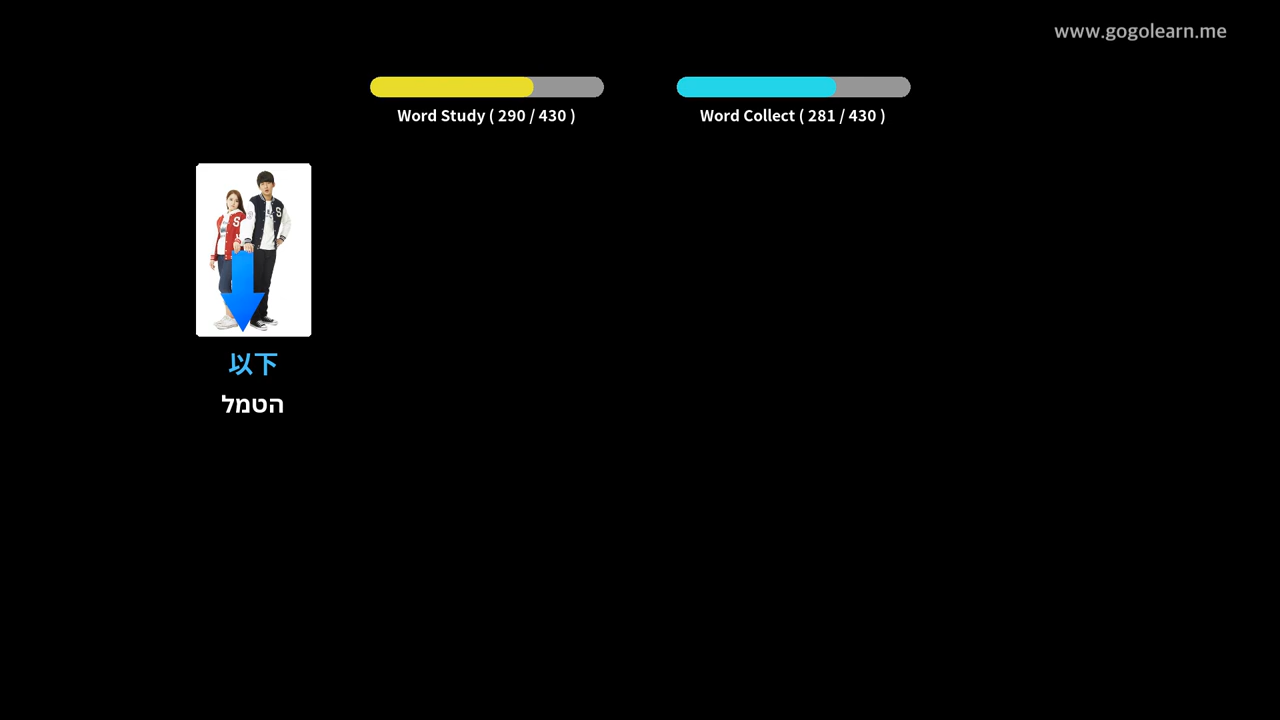 www.gogolearn.me
Word Study ( 290 / 430 )
Word Collect ( 281 / 430 )
S
S
以下
הטמל